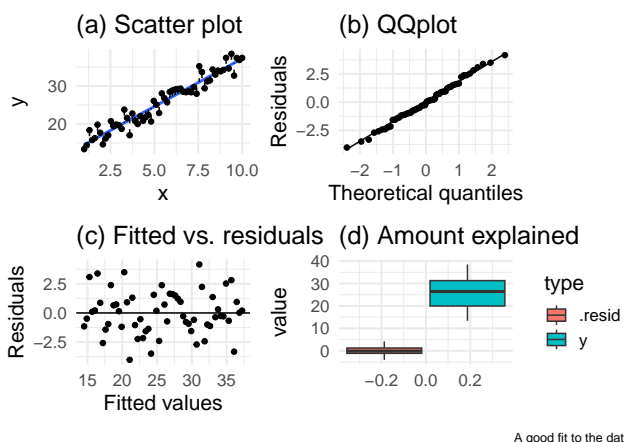 (a) Scatter plot
(b) QQplot
y
30
20
2.5 5.0 7.5 10.0
x
Residuals
2.5
0.0
−2.5
−2 −1 0 1 2
Theoretical quantiles
(c) Fitted vs. residuals
(d) Amount explained
Residuals
2.5
0.0
−2.5
15 20 25 30 35
Fitted values
value
40
30
20
10
0
−0.2 0.0 0.2
type
.resid
y
A good fit to the dat